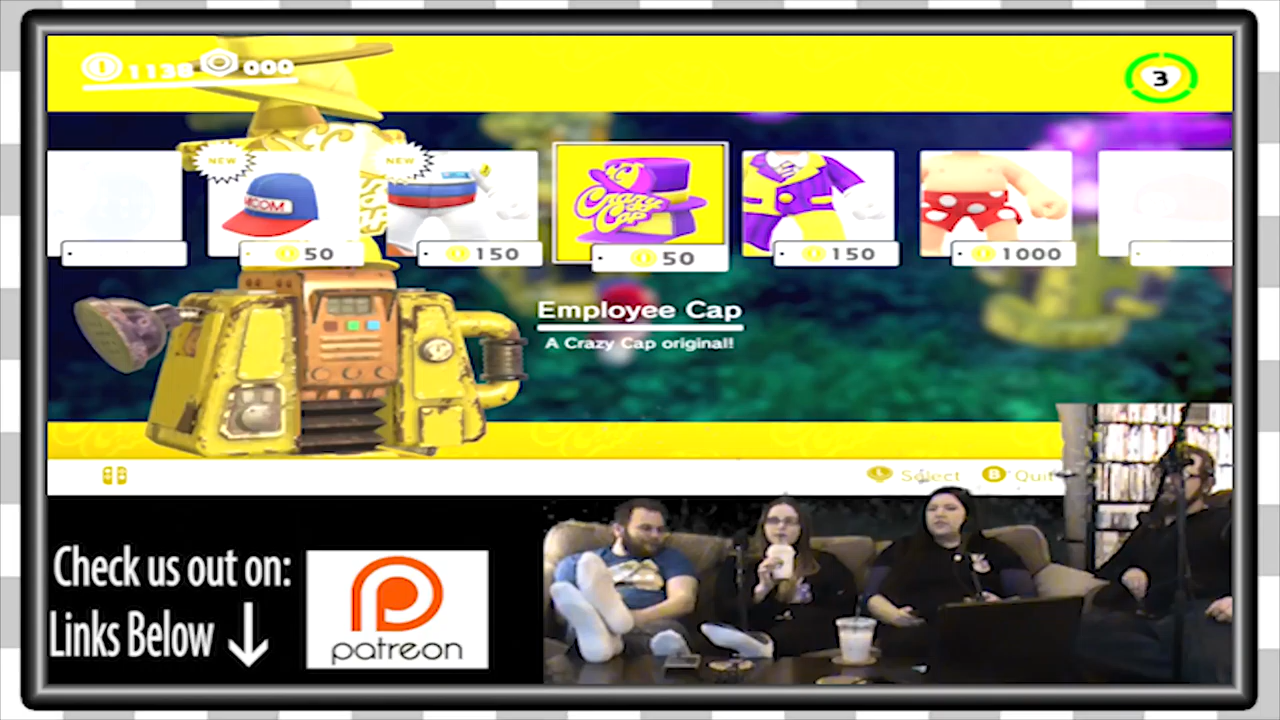 1138 000
3
NEW NEW
COM
Crazy Cap
50 150 50 150 1000
Employee Cap
A Crazy Cap original!
Select B Quit
Check us out on:
Links Below
patreon